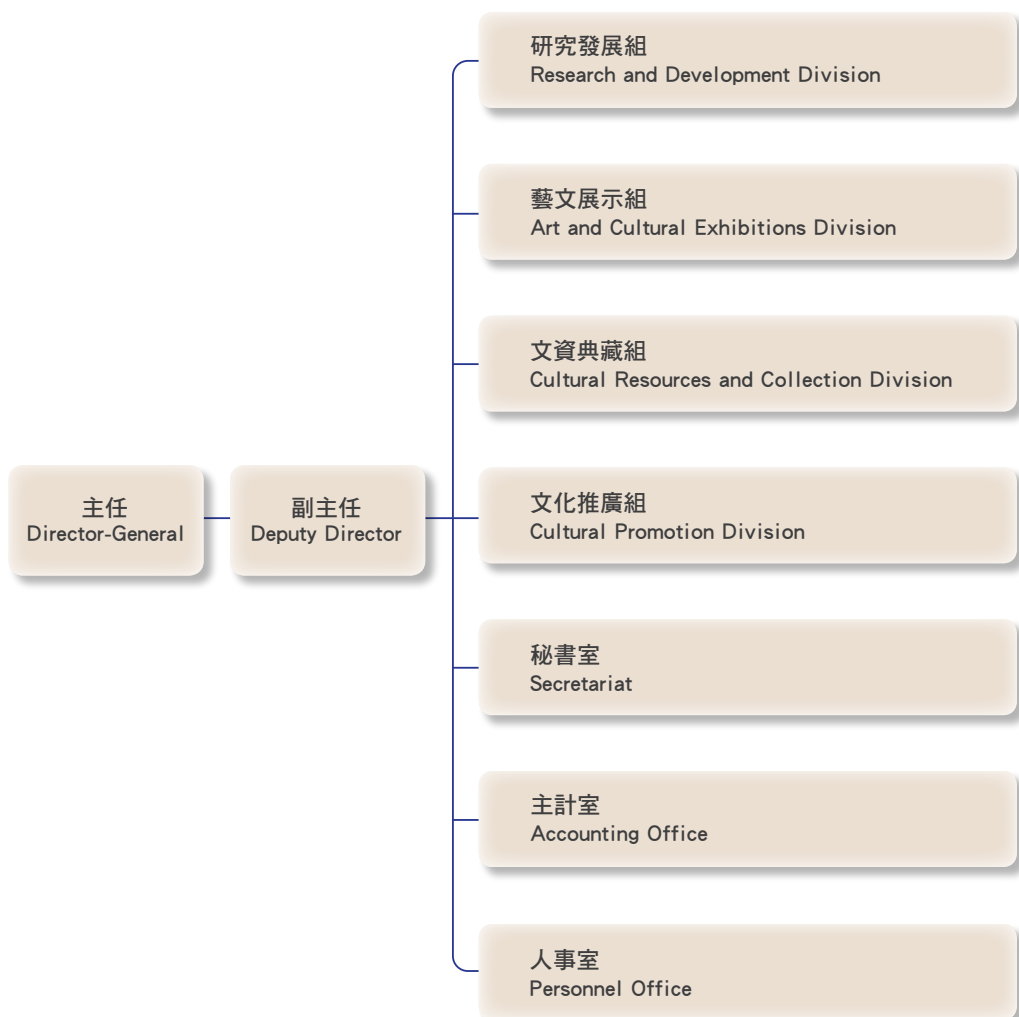 研究發展組
Research and Development Division
藝文展示組
Art and Cultural Exhibitions Division
文資典藏組
Cultural Resources and Collection Division
主任
Director-General
副主任
Deputy Director
文化推廣組
Cultural Promotion Division
秘書室
Secretariat
主計室
Accounting Office
人事室
Personnel Office